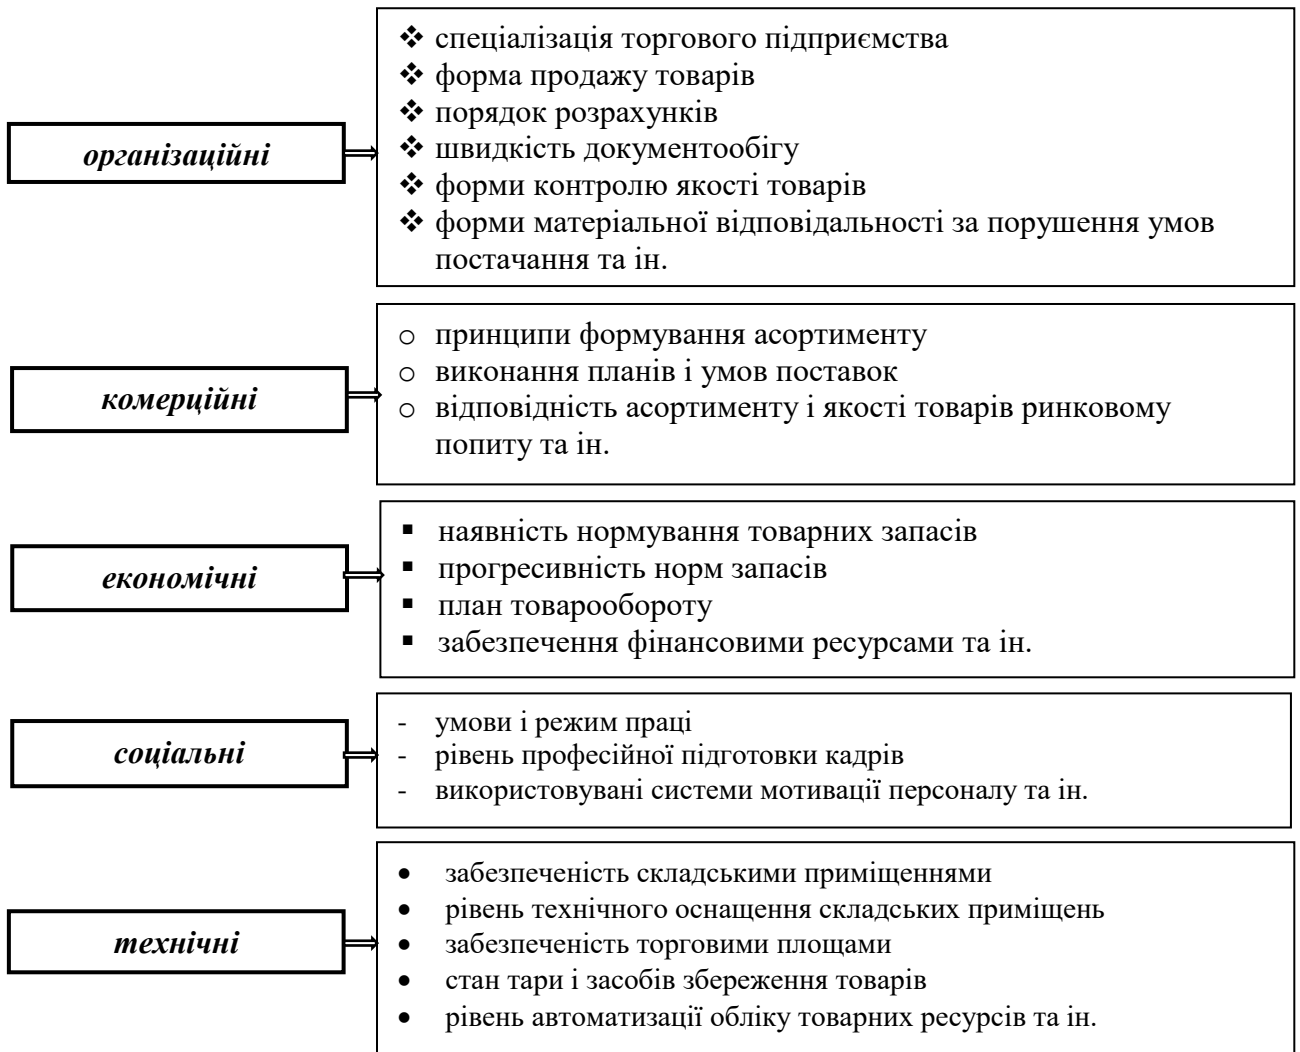 організаційні
❖ спеціалізація торгового підприємства
❖ форма продажу товарів
❖ порядок розрахунків
❖ швидкість документообігу
❖ форми контролю якості товарів
❖ форми матеріальної відповідальності за порушення умов
постачання та ін.
комерційні
o принципи формування асортименту
o виконання планів і умов поставок
o відповідність асортименту і якості товарів ринковому
попиту та ін.
економічні
▪ наявність нормування товарних запасів
▪ прогресивність норм запасів
▪ план товарообороту
▪ забезпечення фінансовими ресурсами та ін.
соціальні
- умови і режим праці
- рівень професійної підготовки кадрів
- використовувані системи мотивації персоналу та ін.
технічні
• забезпеченість складськими приміщеннями
• рівень технічного оснащення складських приміщень
• забезпеченість торговими площами
• стан тари і засобів збереження товарів
• рівень автоматизації обліку товарних ресурсів та ін.